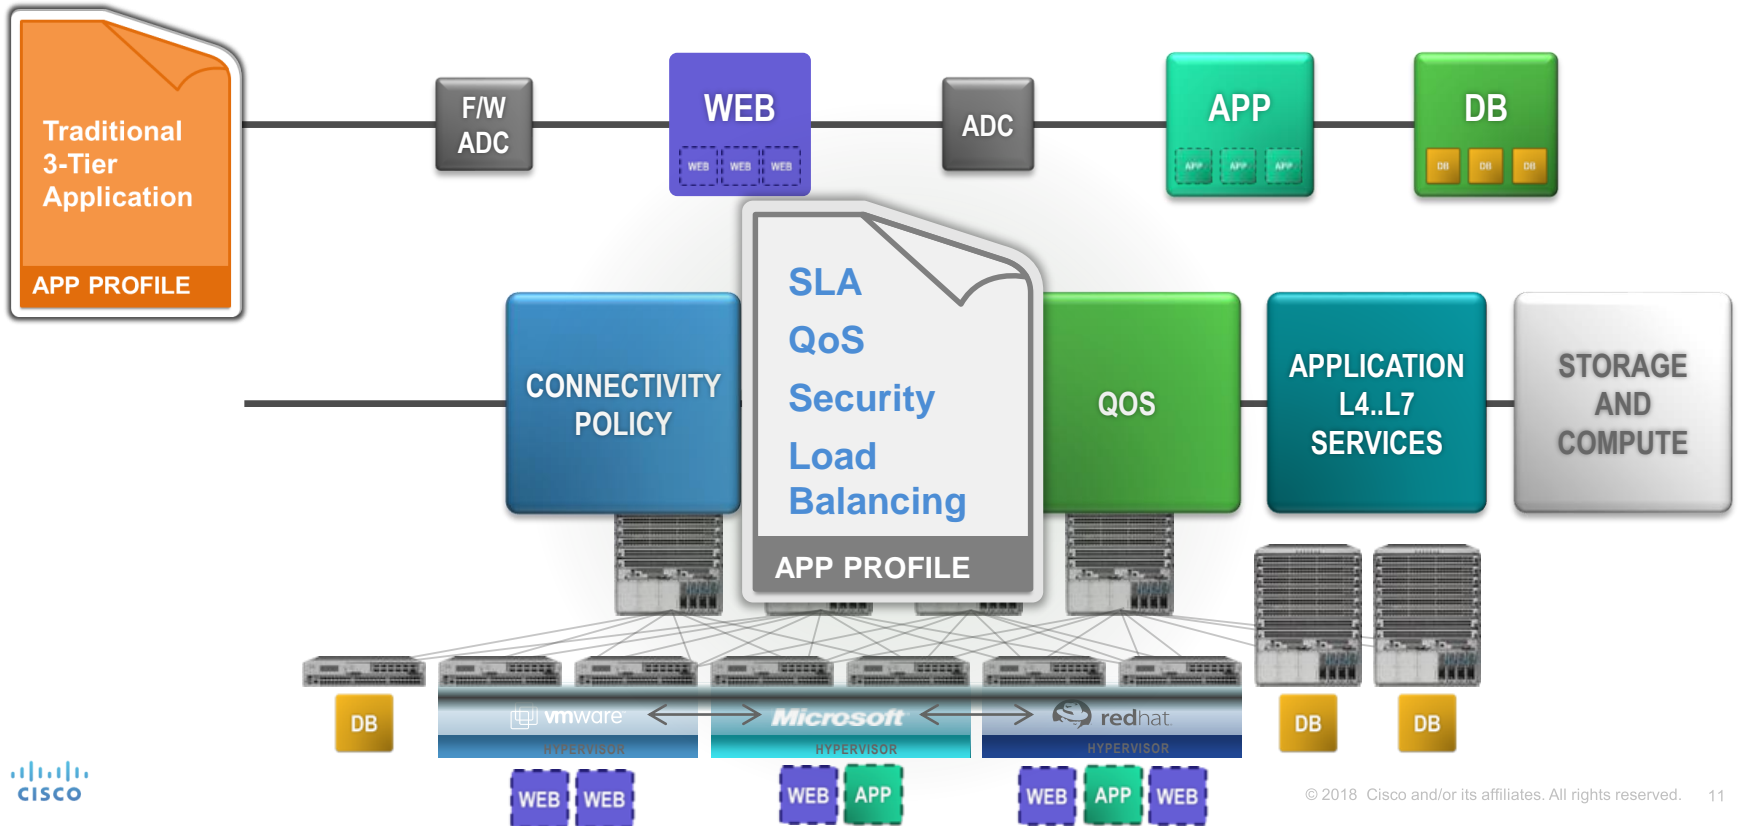 Traditional
3-Tier
Application
APP PROFILE
F/W
ADC
WEB
WEB WEB WEB
ADC
APP
APP APP APP
DB
DB DB DB
CONNECTIVITY
POLICY
SLA
QoS
Security
Load
Balancing
APP PROFILE
QOS
APPLICATION
L4..L7
SERVICES
STORAGE
AND
COMPUTE
DB
vmware
HYPERVISOR
Microsoft
HYPERVISOR
redhat.
HYPERVISOR
DB
DB
WEB WEB
WEB APP
WEB APP WEB
CISCO
© 2018 Cisco and/or its affiliates. All rights reserved. 11